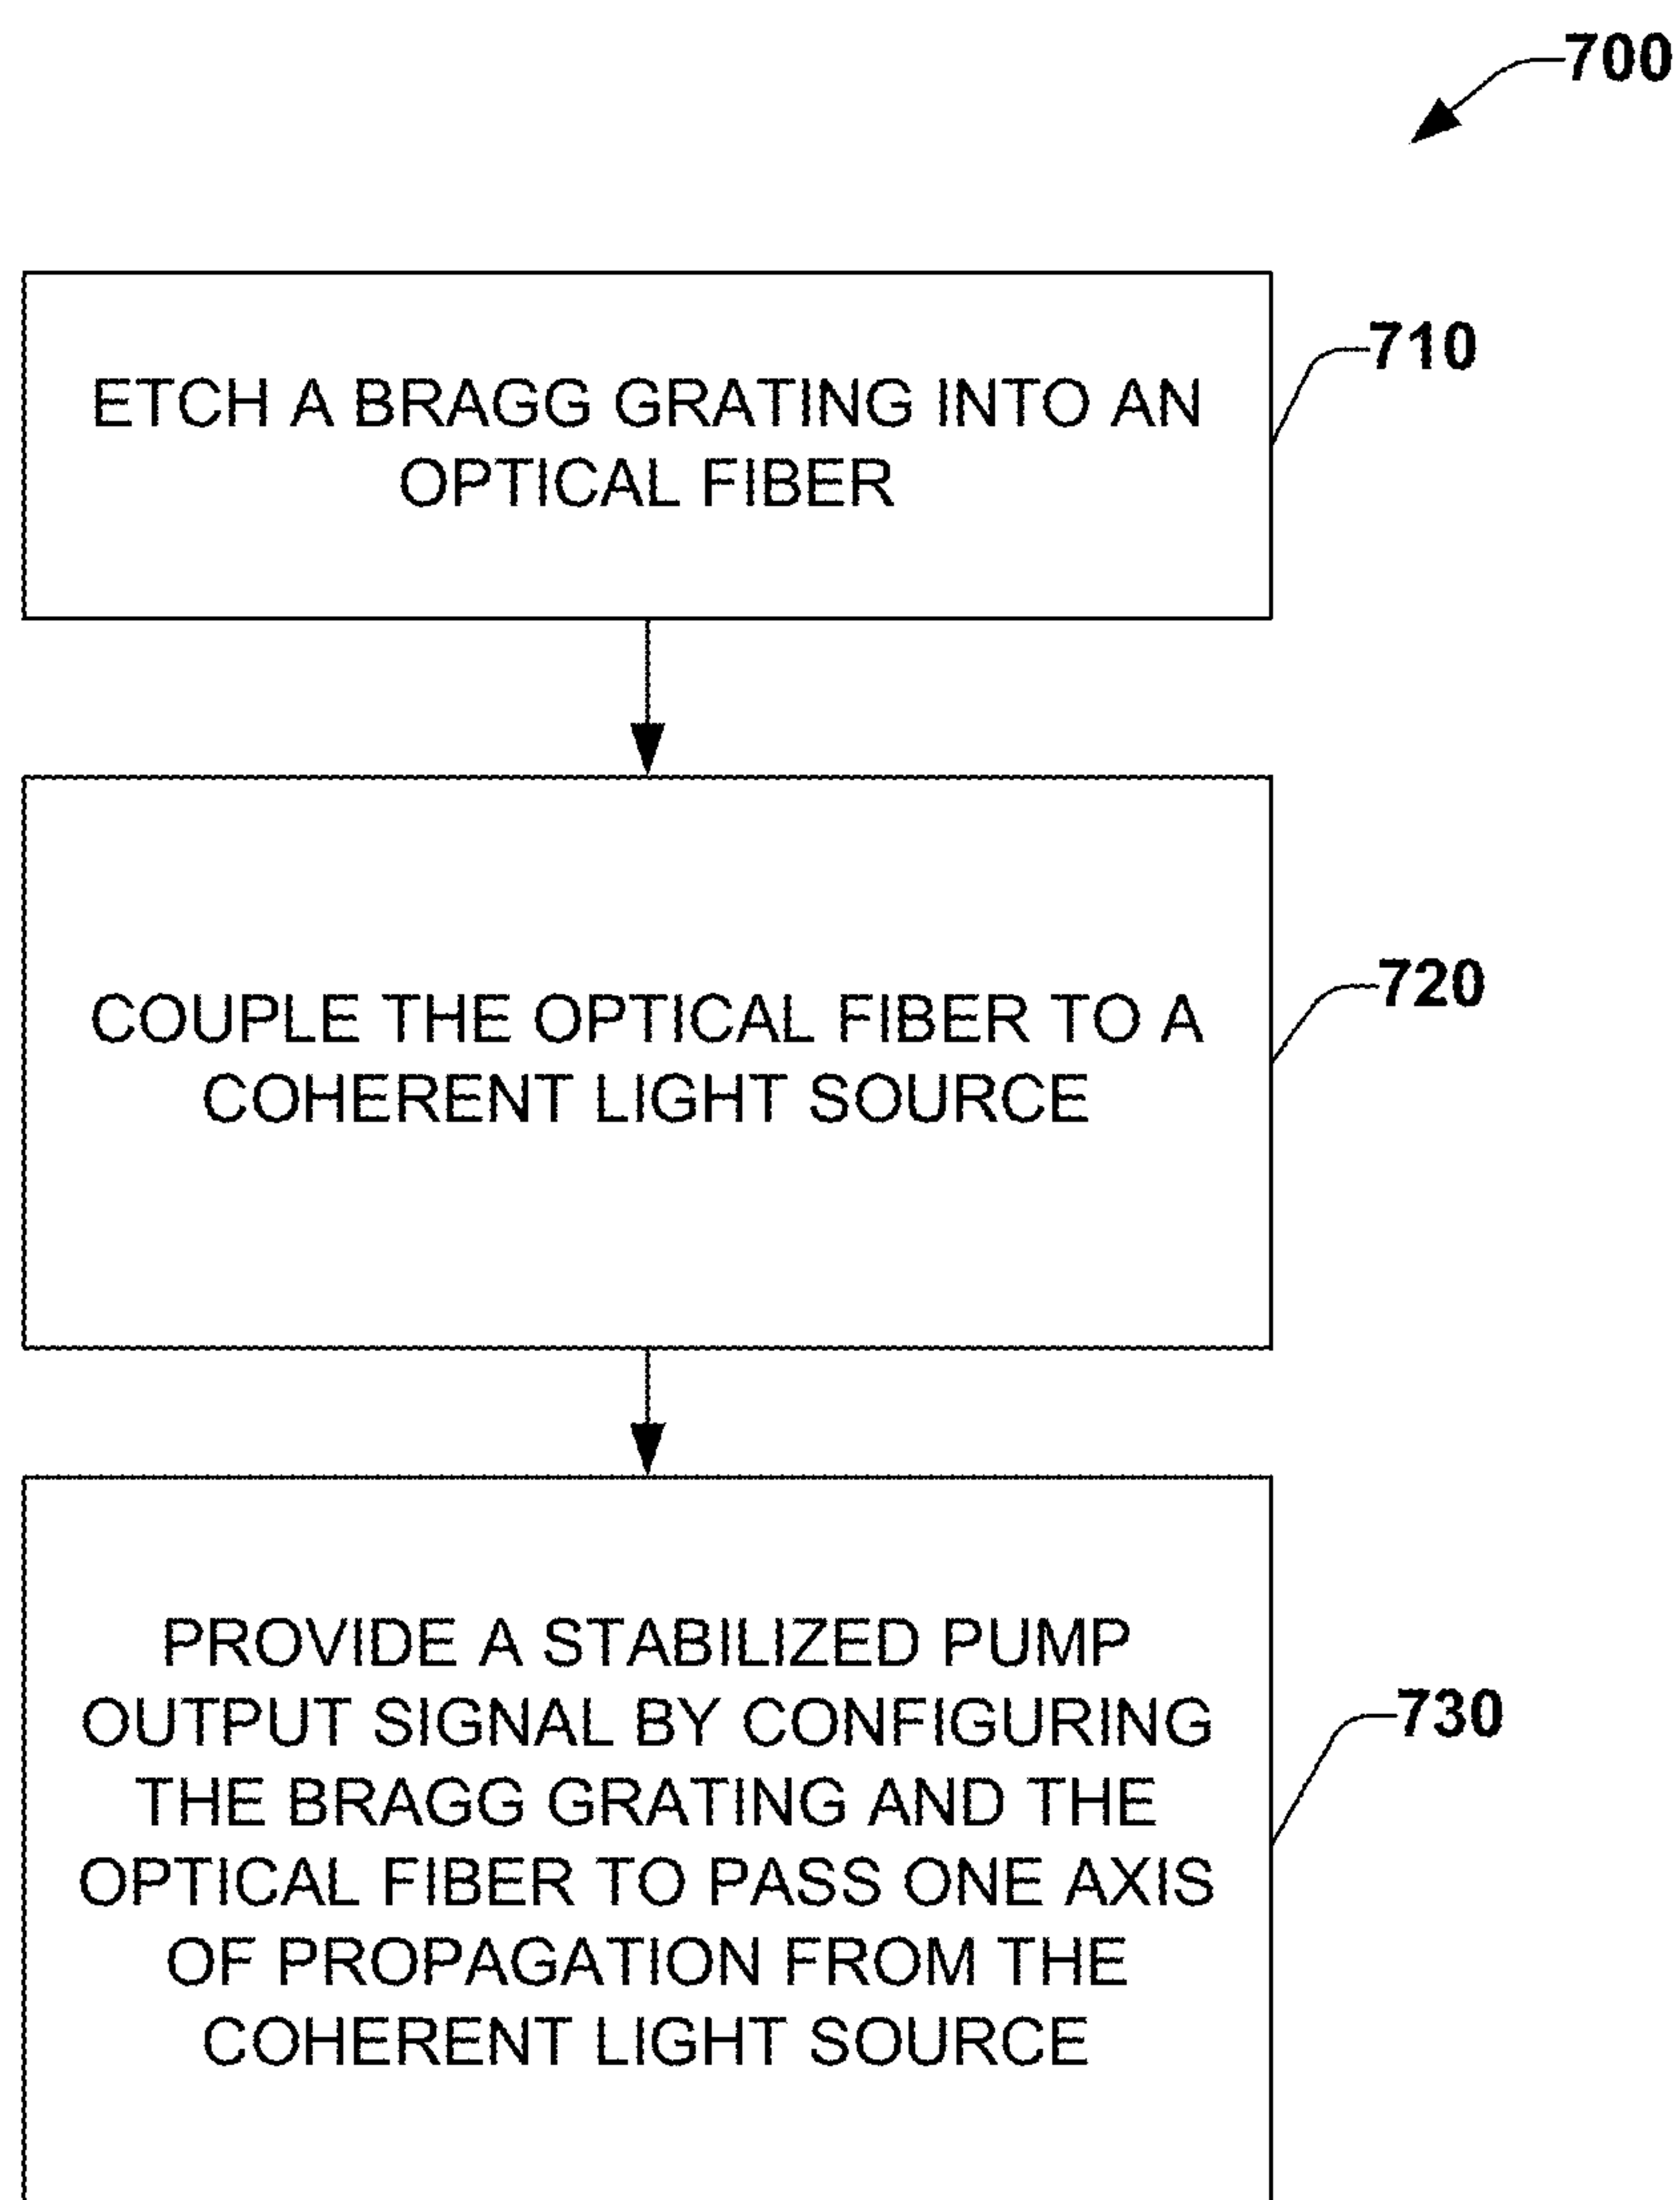 700
ETCH A BRAGG GRATING INTO AN
OPTICAL FIBER
710
COUPLE THE OPTICAL FIBER TO A
COHERENT LIGHT SOURCE
720
PROVIDE A STABILIZED PUMP
OUTPUT SIGNAL BY CONFIGURING
THE BRAGG GRATING AND THE
OPTICAL FIBER TO PASS ONE AXIS
OF PROPAGATION FROM THE
COHERENT LIGHT SOURCE
730